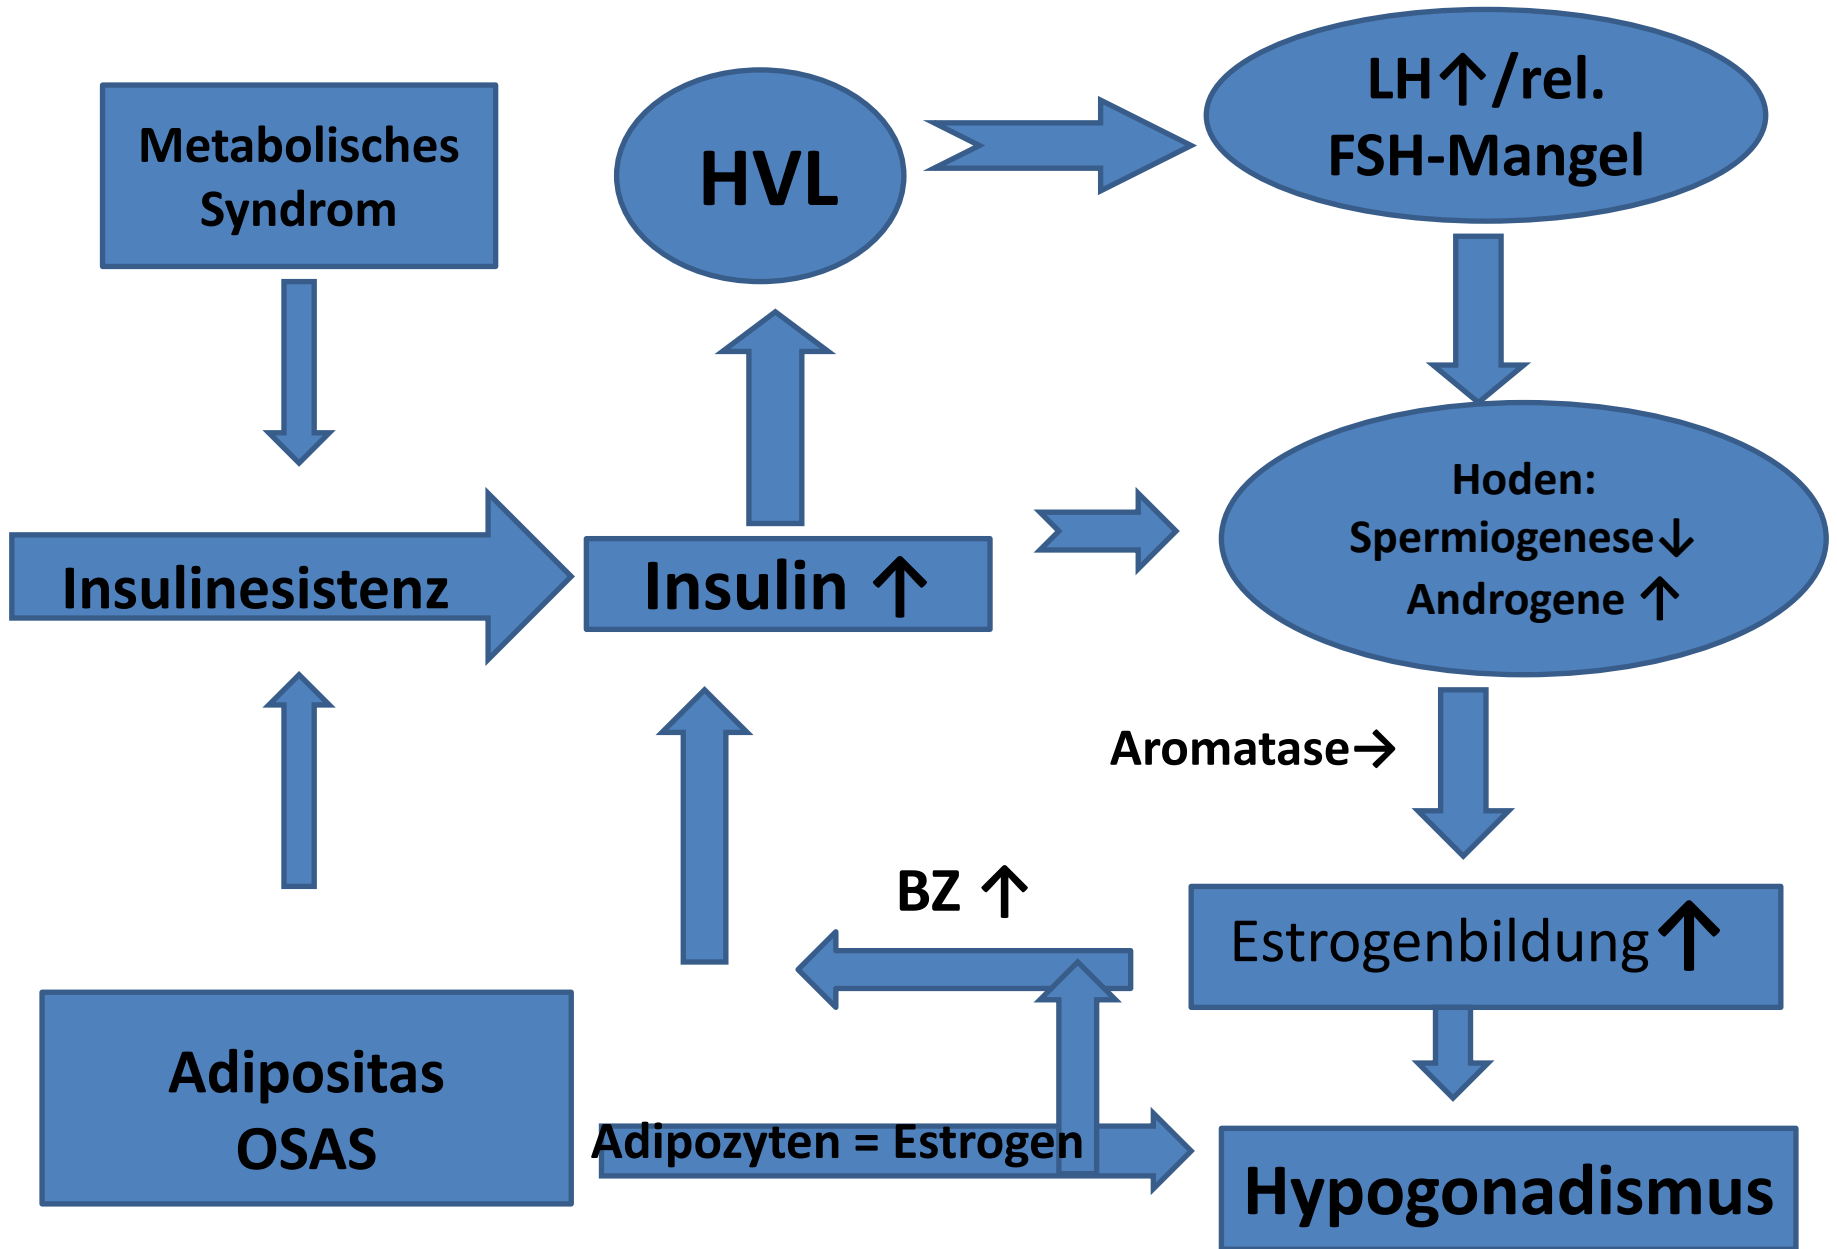 Metabolisches
Syndrom
HVL
LH↑/rel.
FSH-Mangel
Insulinesistenz
Insulin ↑
Hoden:
Spermiogenese↓
Androgene ↑
Aromatase→
BZ ↑
Estrogenbildung↑
Adipositas
OSAS
Adipozyten = Estrogen
Hypogonadismus